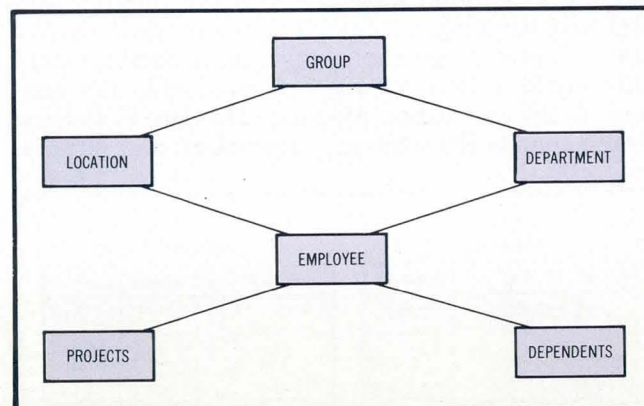 GROUP
LOCATION
DEPARTMENT
EMPLOYEE
PROJECTS
DEPENDENTS